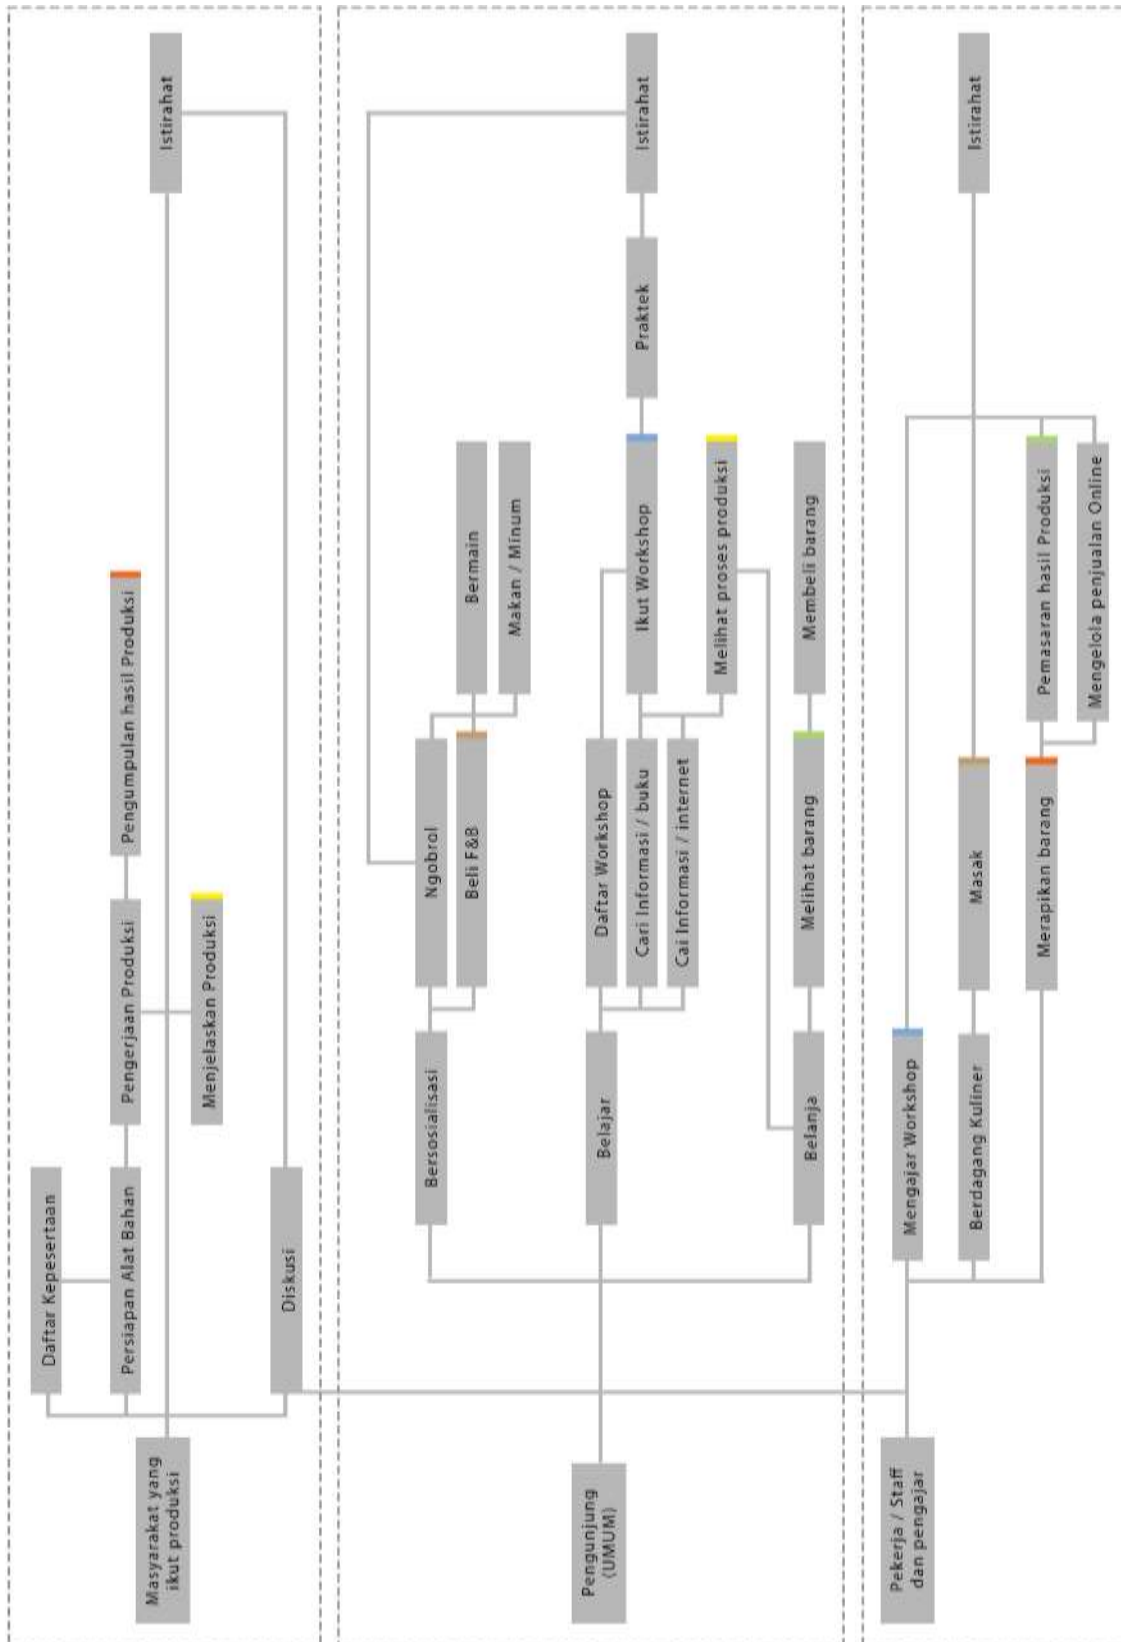 Masyarakat yang
ikut produksi
Daftar Kepesertaan
Persiapan Alat Bahan
Diskusi
Pengerjaan Produksi
Menjelaskan Produksi
Pengumpulan hasil Produksi
Istirahat
Pengunjung
(UMUM)
Bersosialisasi
Belajar
Belanja
Ngobrol
Beli F&B
Daftar Workshop
Cari Informasi / buku
Cai Informasi / internet
Melihat barang
Bermain
Makan / Minum
Ikut Workshop
Melihat proses produksi
Membeli barang
Praktek
Istirahat
Pekerja / Staff
dan pengajar
Mengajar Workshop
Berdagang Kuliner
Masak
Merapikan barang
Pemasaran hasil Produksi
Mengelola penjualan Online
Istirahat